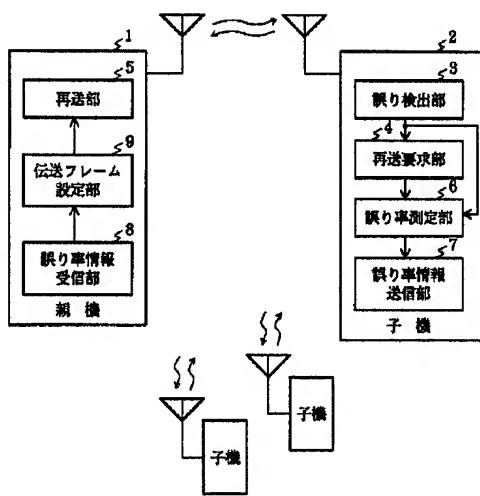 1
5
再送部
9
伝送フレーム
設定部
8
誤り率情報
受信部
親機
2
3
誤り検出部
4
再送要求部
6
誤り率測定部
7
誤り率情報
送信部
子機
子機
子機